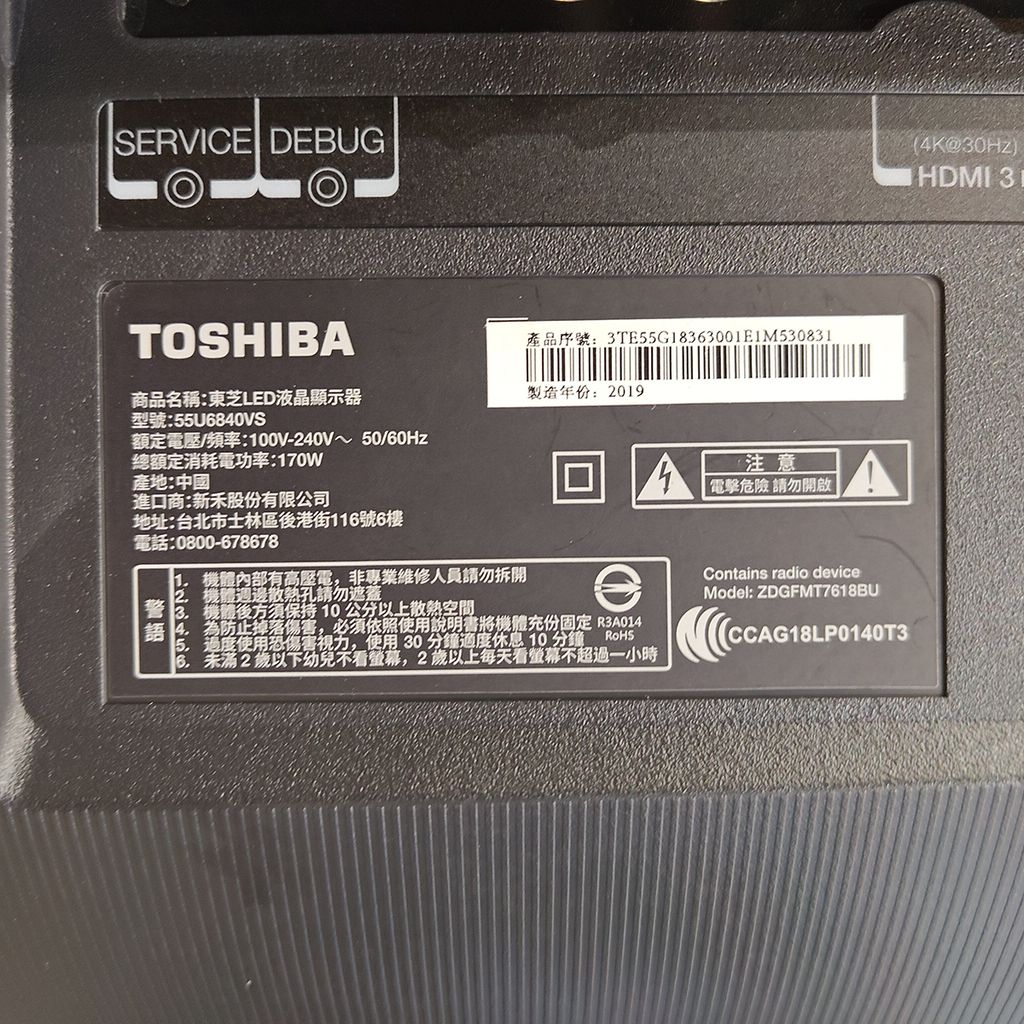 SERVICE DEBUG
(4K@30Hz)
HDMI 3
TOSHIBA
產品序號: 3TE55G18363001E1M530831
製造年份: 2019
商品名稱:東芝LED液晶顯示器
型號:55U6840VS
額定電壓/頻率:100V-240V～ 50/60Hz
總額定消耗電功率:170W
產地:中國
進口商:新禾股份有限公司
地址:台北市士林區後港街116號6樓
電話:0800-678678
注 意
電擊危險 請勿開啟
警語
1. 機體內部有高壓電，非專業維修人員請勿拆開
2. 機體週邊散熱孔請勿遮蓋
3. 機體後方須保持 10 公分以上散熱空間
4. 為防止掉落傷害，必須依照使用說明書將機體充份固定
5. 過度使用恐傷害視力，使用 30 分鐘適度休息 10 分鐘
6. 未滿 2 歲以下幼兒不看螢幕，2 歲以上每天看螢幕不超過一小時
R3A014
RoHS
Contains radio device
Model: ZDGFMT7618BU
CCAG18LP0140T3